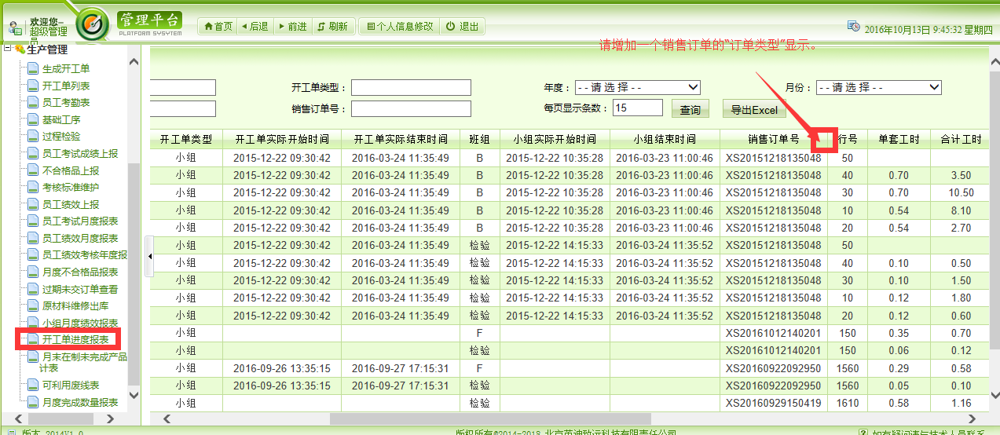 欢迎您--
超级管理员
管理平台
PLATFORM SYSYTEM
首页 后退 前进 刷新 个人信息修改 退出
2016年10月13日 9:45:32 星期四
请增加一个销售订单的“订单类型”显示。
生产管理
生成开工单
开工单列表
员工考勤表
基础工序
过程检验
员工考试成绩上报
不合格品上报
考核标准维护
员工绩效上报
员工考试月度报表
员工绩效月度报表
员工绩效考核年度报
月度不合格品报表
过期未交订单查看
原材料维修出库
小组月度绩效报表
开工单进度报表
月末在制未完成产品
计表
可利用废线表
月度完成数量报表
开工单类型： 年度： - - 请 选 择 - - 月份： - - 请 选 择 - -
销售订单号： 每页显示条数： 15 查询 导出Excel
开工单类型 开工单实际开始时间 开工单实际结束时间 班组 小组实际开始时间 小组结束时间 销售订单号 行号 单套工时 合计工时
小组 2015-12-22 09:30:42 2016-03-24 11:35:49 B 2015-12-22 10:35:28 2016-03-23 11:00:46 XS20151218135048 50
小组 2015-12-22 09:30:42 2016-03-24 11:35:49 B 2015-12-22 10:35:28 2016-03-23 11:00:46 XS20151218135048 40 0.70 3.50
小组 2015-12-22 09:30:42 2016-03-24 11:35:49 B 2015-12-22 10:35:28 2016-03-23 11:00:46 XS20151218135048 30 0.70 10.50
小组 2015-12-22 09:30:42 2016-03-24 11:35:49 B 2015-12-22 10:35:28 2016-03-23 11:00:46 XS20151218135048 10 0.54 8.10
小组 2015-12-22 09:30:42 2016-03-24 11:35:49 B 2015-12-22 10:35:28 2016-03-23 11:00:46 XS20151218135048 20 0.54 2.70
小组 2015-12-22 09:30:42 2016-03-24 11:35:49 检验 2015-12-22 14:15:33 2016-03-24 11:35:52 XS20151218135048 50
小组 2015-12-22 09:30:42 2016-03-24 11:35:49 检验 2015-12-22 14:15:33 2016-03-24 11:35:52 XS20151218135048 40 0.10 0.50
小组 2015-12-22 09:30:42 2016-03-24 11:35:49 检验 2015-12-22 14:15:33 2016-03-24 11:35:52 XS20151218135048 30 0.10 1.50
小组 2015-12-22 09:30:42 2016-03-24 11:35:49 检验 2015-12-22 14:15:33 2016-03-24 11:35:52 XS20151218135048 10 0.12 1.80
小组 2015-12-22 09:30:42 2016-03-24 11:35:49 检验 2015-12-22 14:15:33 2016-03-24 11:35:52 XS20151218135048 20 0.12 0.60
小组 F XS20161012140201 150 0.35 0.70
小组 检验 XS20161012140201 150 0.06 0.12
小组 2016-09-26 13:35:15 2016-09-27 17:15:31 F XS20160922092950 1560 0.29 0.58
小组 2016-09-26 13:35:15 2016-09-27 17:15:31 检验 XS20160922092950 1560 0.05 0.10
小组 检验 XS20160929150419 1610 0.58 1.16
版本 2014V1.0 版权所有@2014-2018 北京英迪致远科技有限责任公司 如有疑问请与技术人员联系